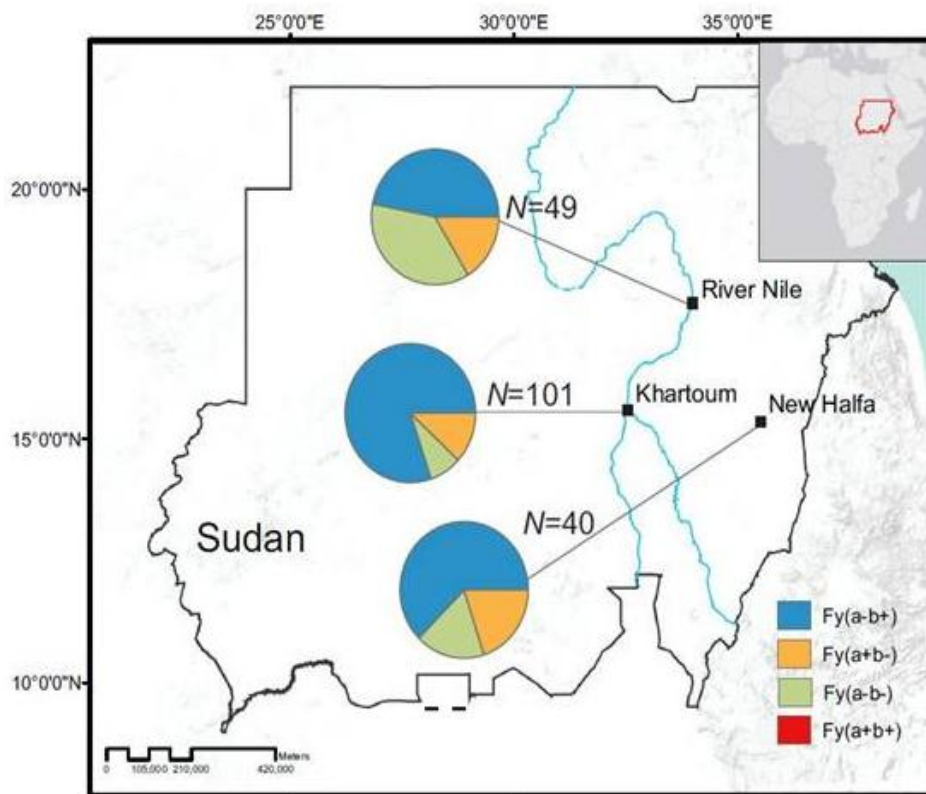 25°0'0"E
30°0'0"E
35°0'0"E
20°0'0"N
N=49
River Nile
N=101
Khartoum
New Halfa
15°0'0"N
N=40
Sudan
Fy(a-b+)
Fy(a+b-)
10°0'0"N
Fy(a-b-)
Fy(a+b+)
Meters
0 105,000 210,000 420,000